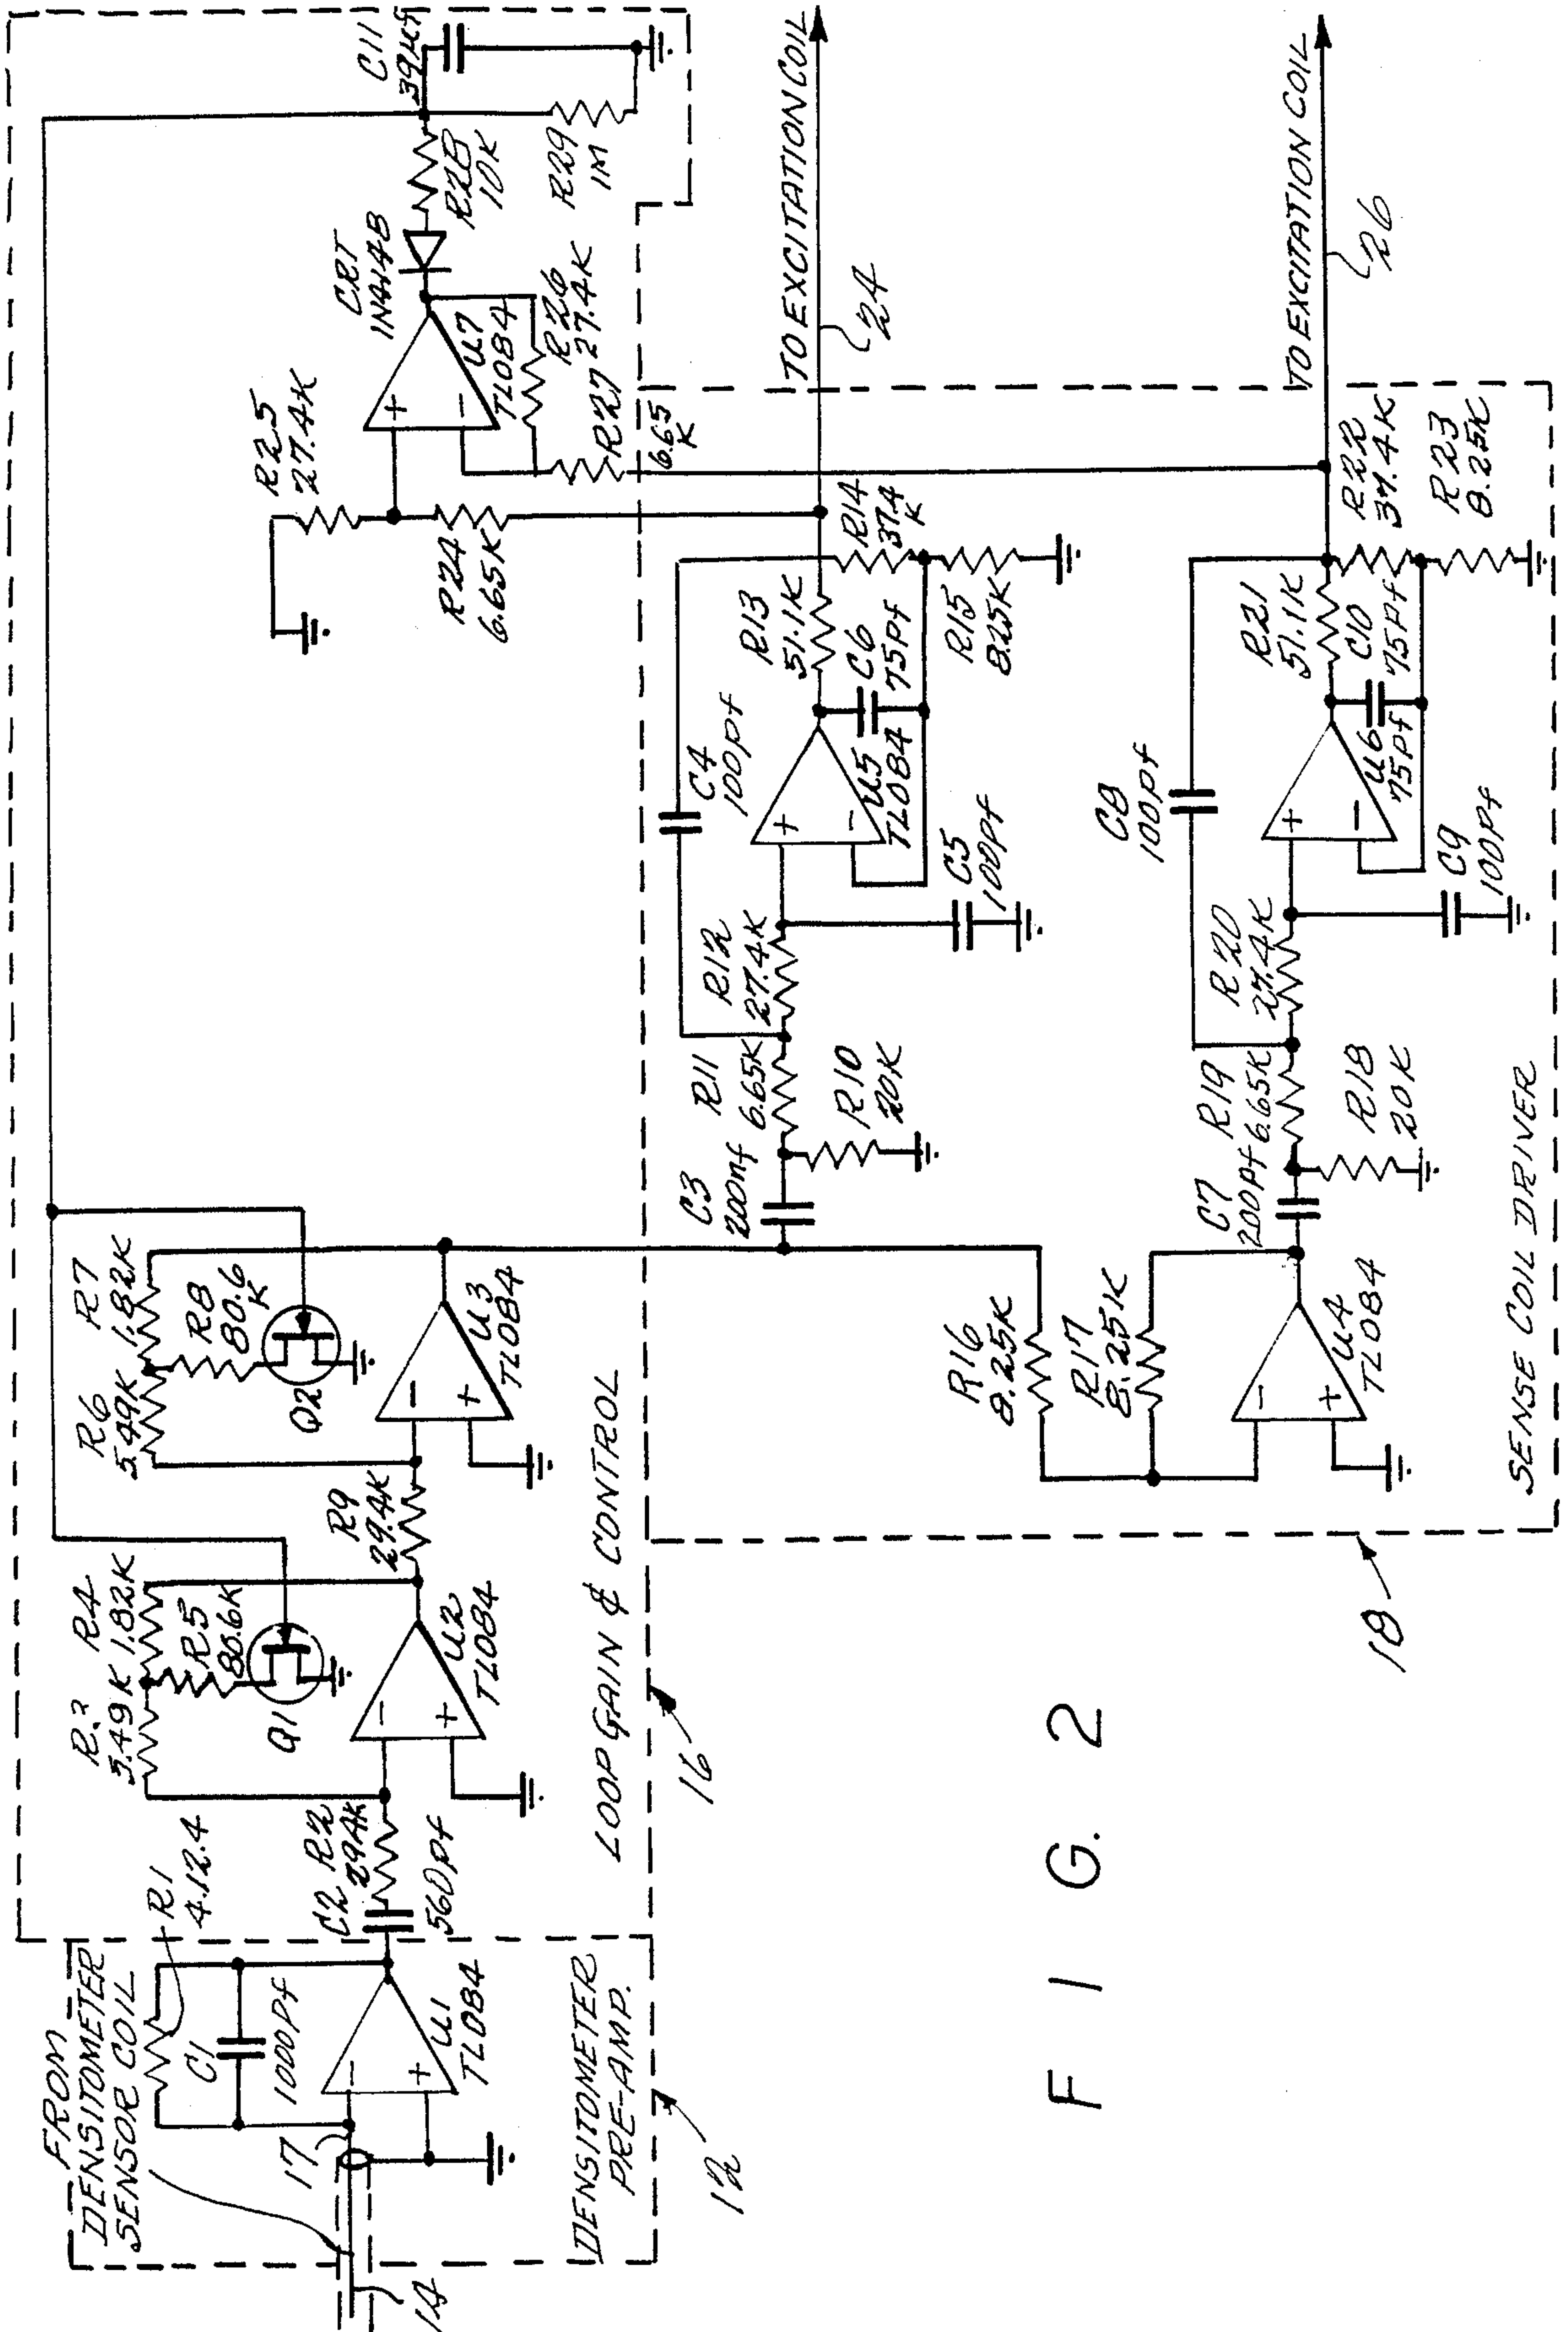 FROM
DENSITOMETER
SENSOR COIL
R1
4.12.4
C1
1000Pf
17
−
+
U1
TL084
14
DENSITOMETER
PRE-AMP.
12
C2
560pf
R2
29.4K
5.49K
R4
1.82K
R5
80.6K
Q1
−
+
U2
TL084
R9
29.4K
R6
5.49K
R7
1.82K
R8
80.6
K
Q2
−
+
U3
TL084
LOOP GAIN & CONTROL
16
R25
27.4K
R24
6.65K
+
−
U7
TL084
CRT
1N414B
R26
27.4K
R27
6.65
K
R28
10K
C11
39μf
R29
1M
C3
200nf
R11
6.65K
R10
20K
R12
27.4K
C4
100pf
C5
100pf
+
−
U5
TL084
R13
51.1K
C6
75Pf
R14
37.4
K
R15
8.25K
TO EXCITATION COIL
24
R16
8.25K
R17
8.25K
−
+
U4
TL084
C7
200Pf
R19
6.65K
R18
20K
R20
27.4K
C8
100pf
C9
100Pf
+
−
U6
75pf
R21
51.1K
C10
75Pf
R22
37.4K
R23
8.25K
TO EXCITATION COIL
26
SENSE COIL DRIVER
18
FIG. 2